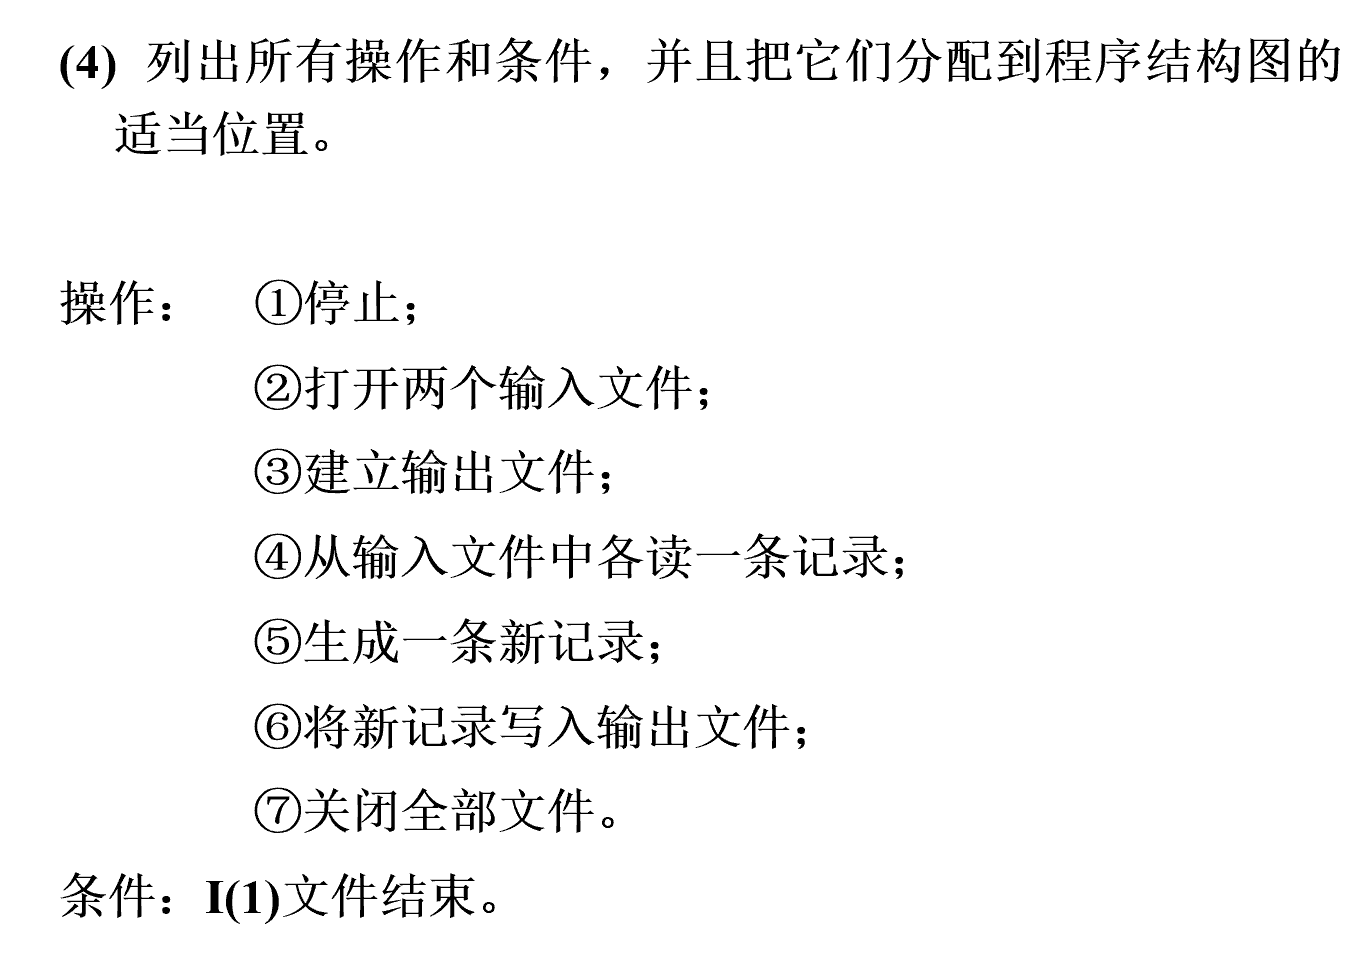 (4) 列出所有操作和条件，并且把它们分配到程序结构图的
适当位置。
操作： ①停止；
②打开两个输入文件；
③建立输出文件；
④从输入文件中各读一条记录；
⑤生成一条新记录；
⑥将新记录写入输出文件；
⑦关闭全部文件。
条件：I(1)文件结束。